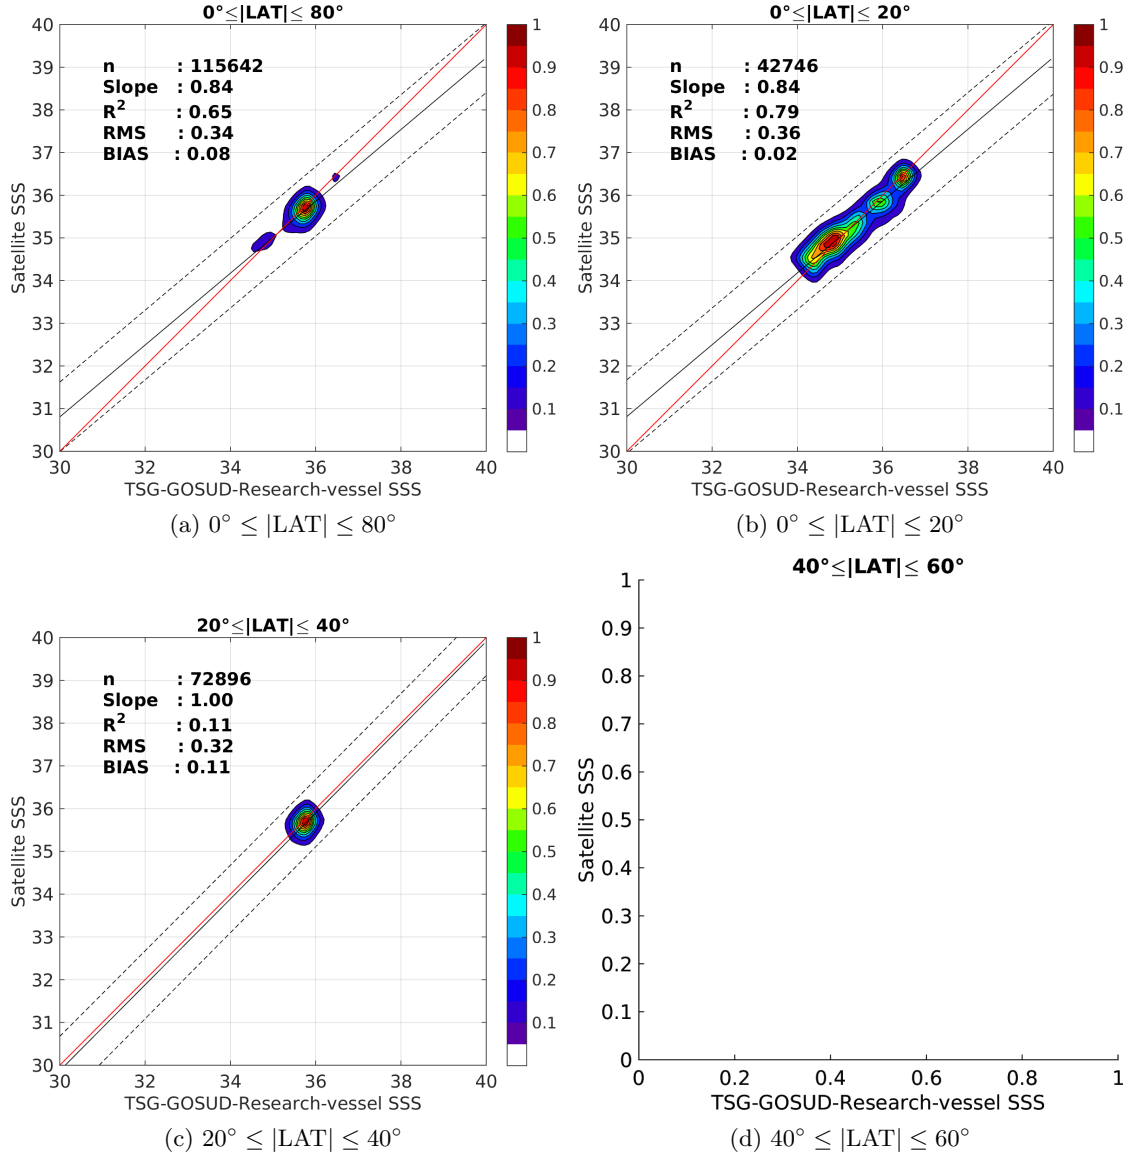 0°≤|LAT|≤ 80°
40
39
38
37
36
35
34
33
32
31
30
n : 115642
Slope : 0.84
R² : 0.65
RMS : 0.34
BIAS : 0.08
Satellite SSS
30 32 34 36 38 40
TSG-GOSUD-Research-vessel SSS
1
0.9
0.8
0.7
0.6
0.5
0.4
0.3
0.2
0.1
(a) 0° ≤ |LAT| ≤ 80°
0°≤|LAT|≤ 20°
40
39
38
37
36
35
34
33
32
31
30
n : 42746
Slope : 0.84
R² : 0.79
RMS : 0.36
BIAS : 0.02
Satellite SSS
30 32 34 36 38 40
TSG-GOSUD-Research-vessel SSS
1
0.9
0.8
0.7
0.6
0.5
0.4
0.3
0.2
0.1
(b) 0° ≤ |LAT| ≤ 20°
20°≤|LAT|≤ 40°
40
39
38
37
36
35
34
33
32
31
30
n : 72896
Slope : 1.00
R² : 0.11
RMS : 0.32
BIAS : 0.11
Satellite SSS
30 32 34 36 38 40
TSG-GOSUD-Research-vessel SSS
1
0.9
0.8
0.7
0.6
0.5
0.4
0.3
0.2
0.1
(c) 20° ≤ |LAT| ≤ 40°
40°≤|LAT|≤ 60°
1
0.9
0.8
0.7
0.6
0.5
0.4
0.3
0.2
0.1
0
Satellite SSS
0 0.2 0.4 0.6 0.8 1
TSG-GOSUD-Research-vessel SSS
(d) 40° ≤ |LAT| ≤ 60°